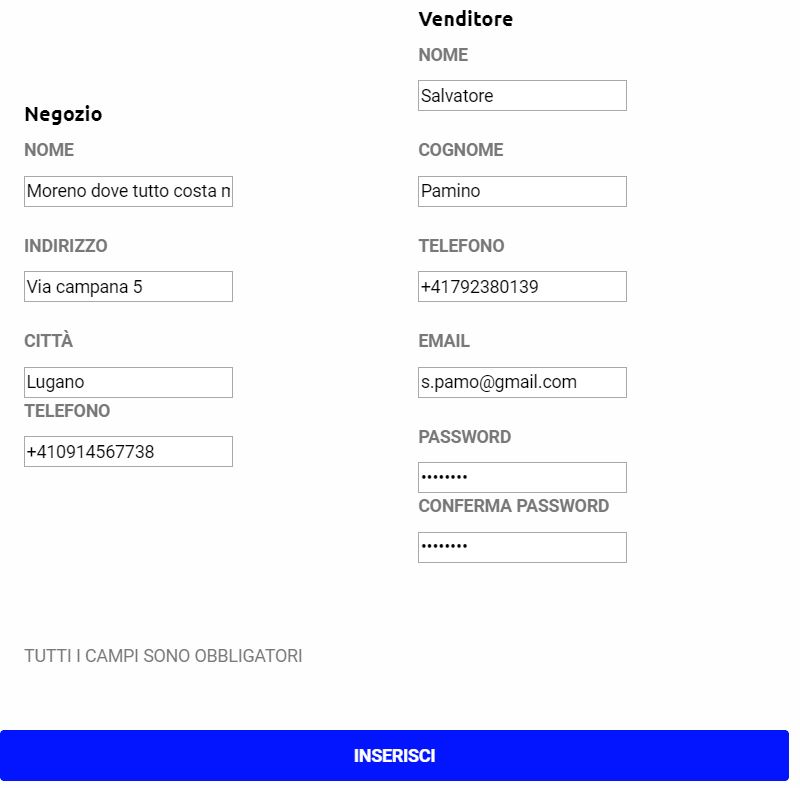 Negozio
NOME
Moreno dove tutto costa
INDIRIZZO
Via campana 5
CITTÀ
Lugano
TELEFONO
+410914567738
Venditore
NOME
Salvatore
COGNOME
Pamino
TELEFONO
+41792380139
EMAIL
s.pamo@gmail.com
PASSWORD
••••••••
CONFERMA PASSWORD
••••••••
TUTTI I CAMPI SONO OBBLIGATORI
INSERISCI